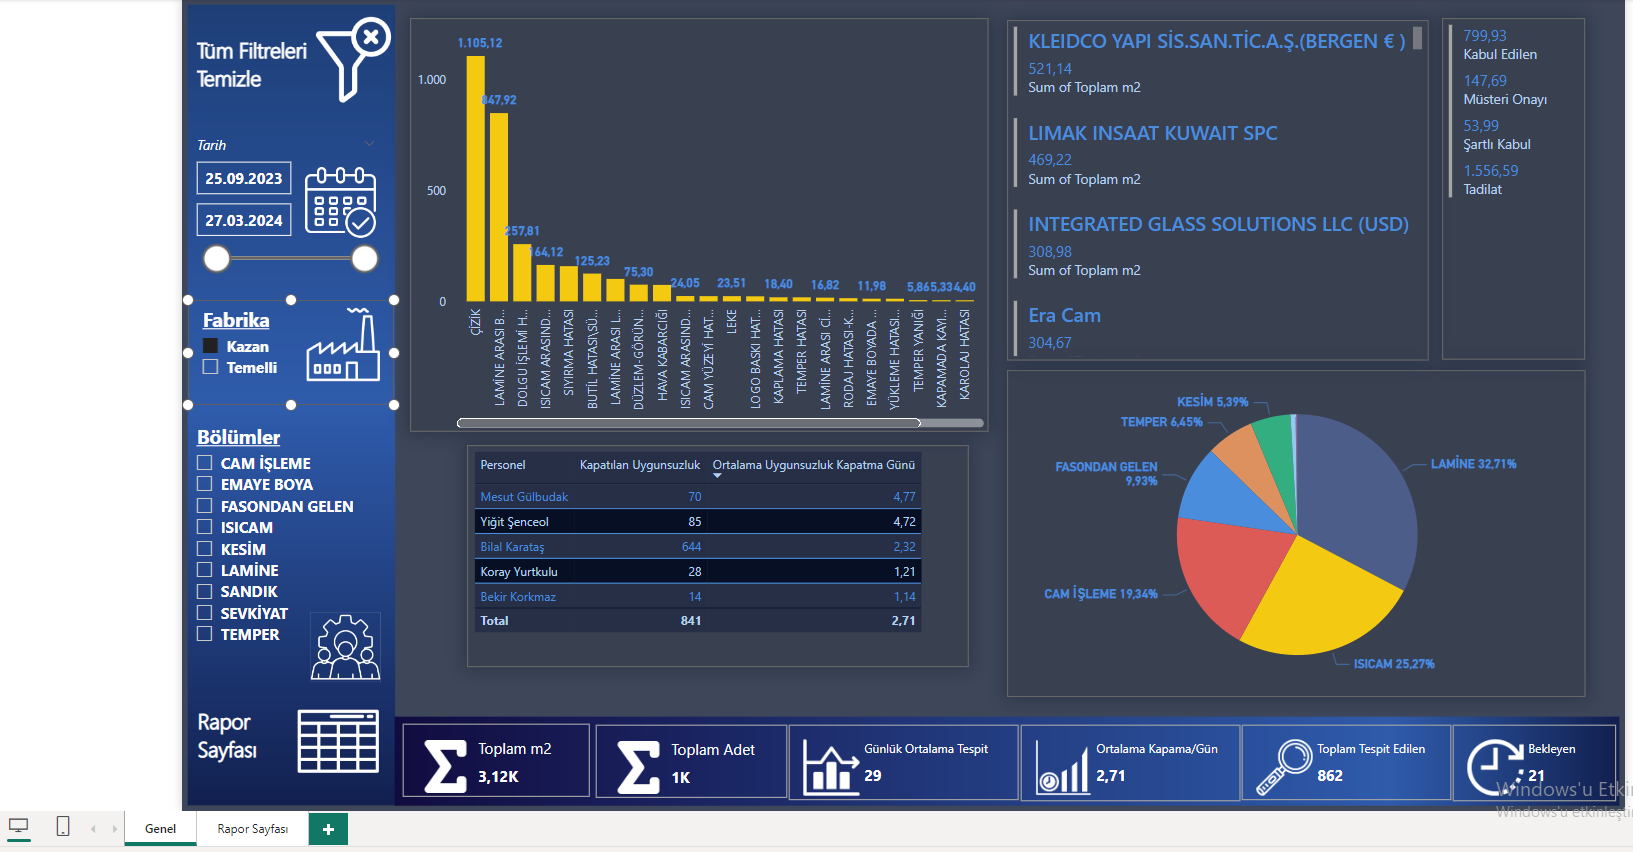 Tüm Filtreleri
Temizle
Tarih
25.09.2023
27.03.2024
Fabrika
Kazan
Temelli
Bölümler
CAM İŞLEME
EMAYE BOYA
FASONDAN GELEN
ISICAM
KESİM
LAMİNE
SANDIK
SEVKİYAT
TEMPER
Rapor
Sayfası
1.105,12
847,92
257,81
164,12
125,23
75,30
24,05
23,51
18,40
16,82
11,98
5,86
5,33
4,40
1.000
500
0
ÇİZİK
LAMİNE ARASI B...
DOLGU İŞLEMİ H...
ISICAM ARASIND...
SIYIRMA HATASI
BUTİL HATASI\SÜ...
LAMİNE ARASI L...
DÜZLEM-GÖRÜN...
HAVA KABARCIĞI
ISICAM ARASIND...
CAM YÜZEYİ HAT...
LEKE
LOGO BASKI HAT...
KAPLAMA HATASI
TEMPER HATASI
LAMİNE ARASI Cİ...
RODAJ HATASI-K...
EMAYE BOYADA ...
YÜKLEME HATASI...
TEMPER YANIĞI
KAPAMADA KAYI...
KAROLAJ HATASI
KLEIDCO YAPI SİS.SAN.TİC.A.Ş.(BERGEN € )
521,14
Sum of Toplam m2
LIMAK INSAAT KUWAIT SPC
469,22
Sum of Toplam m2
INTEGRATED GLASS SOLUTIONS LLC (USD)
308,98
Sum of Toplam m2
Era Cam
304,67
799,93
Kabul Edilen
147,69
Müsteri Onayı
53,99
Şartlı Kabul
1.556,59
Tadilat
Personel Kapatılan Uygunsuzluk Ortalama Uygunsuzluk Kapatma Günü
Mesut Gülbudak 70 4,77
Yiğit Şenceol 85 4,72
Bilal Karataş 644 2,32
Koray Yurtkulu 28 1,21
Bekir Korkmaz 14 1,14
Total 841 2,71
KESİM 5,39%
TEMPER 6,45%
FASONDAN GELEN
9,93%
CAM İŞLEME 19,34%
LAMİNE 32,71%
ISICAM 25,27%
Toplam m2
3,12K
Toplam Adet
1K
Günlük Ortalama Tespit
29
Ortalama Kapama/Gün
2,71
Toplam Tespit Edilen
862
Bekleyen
21
Windows'u Etki
Windows'u etkinleşti
Genel
Rapor Sayfası
+